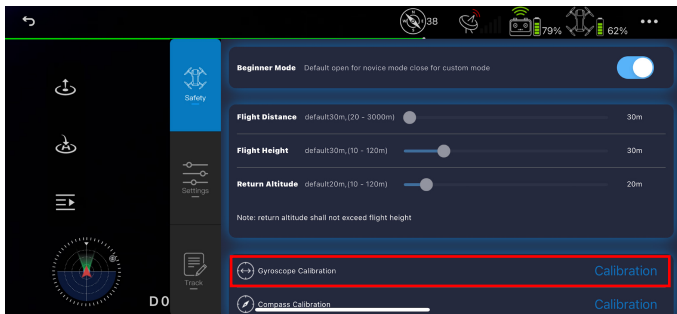 38
79%
62%
Safety
Beginner Mode Default open for novice mode close for custom mode
Flight Distance default30m,(20 - 3000m) 30m
Flight Height default30m,(10 - 120m) 30m
Settings
Return Altitude default20m,(10 - 120m) 20m
Note: return altitude shall not exceed flight height
Track
Gyroscope Calibration Calibration
D 0
Compass Calibration Calibration